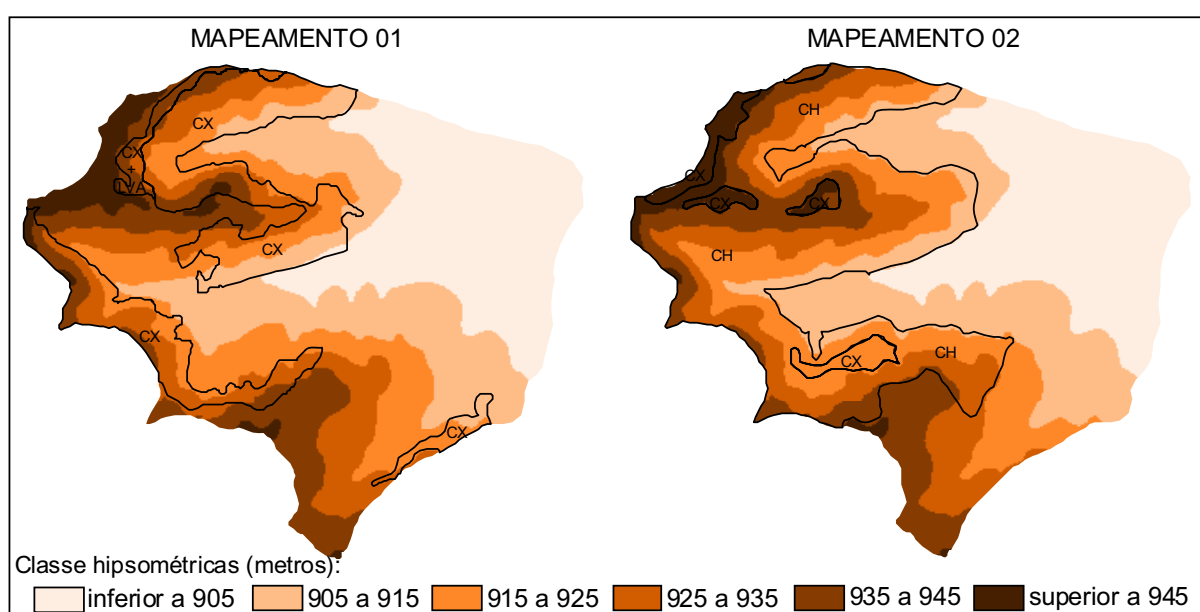 MAPEAMENTO 01
MAPEAMENTO 02
CX
CX
+
LVA
CX
CX
CX
CH
CX
CX
CX
CH
CX
CH
Classe hipsométricas (metros):
inferior a 905
905 a 915
915 a 925
925 a 935
935 a 945
superior a 945